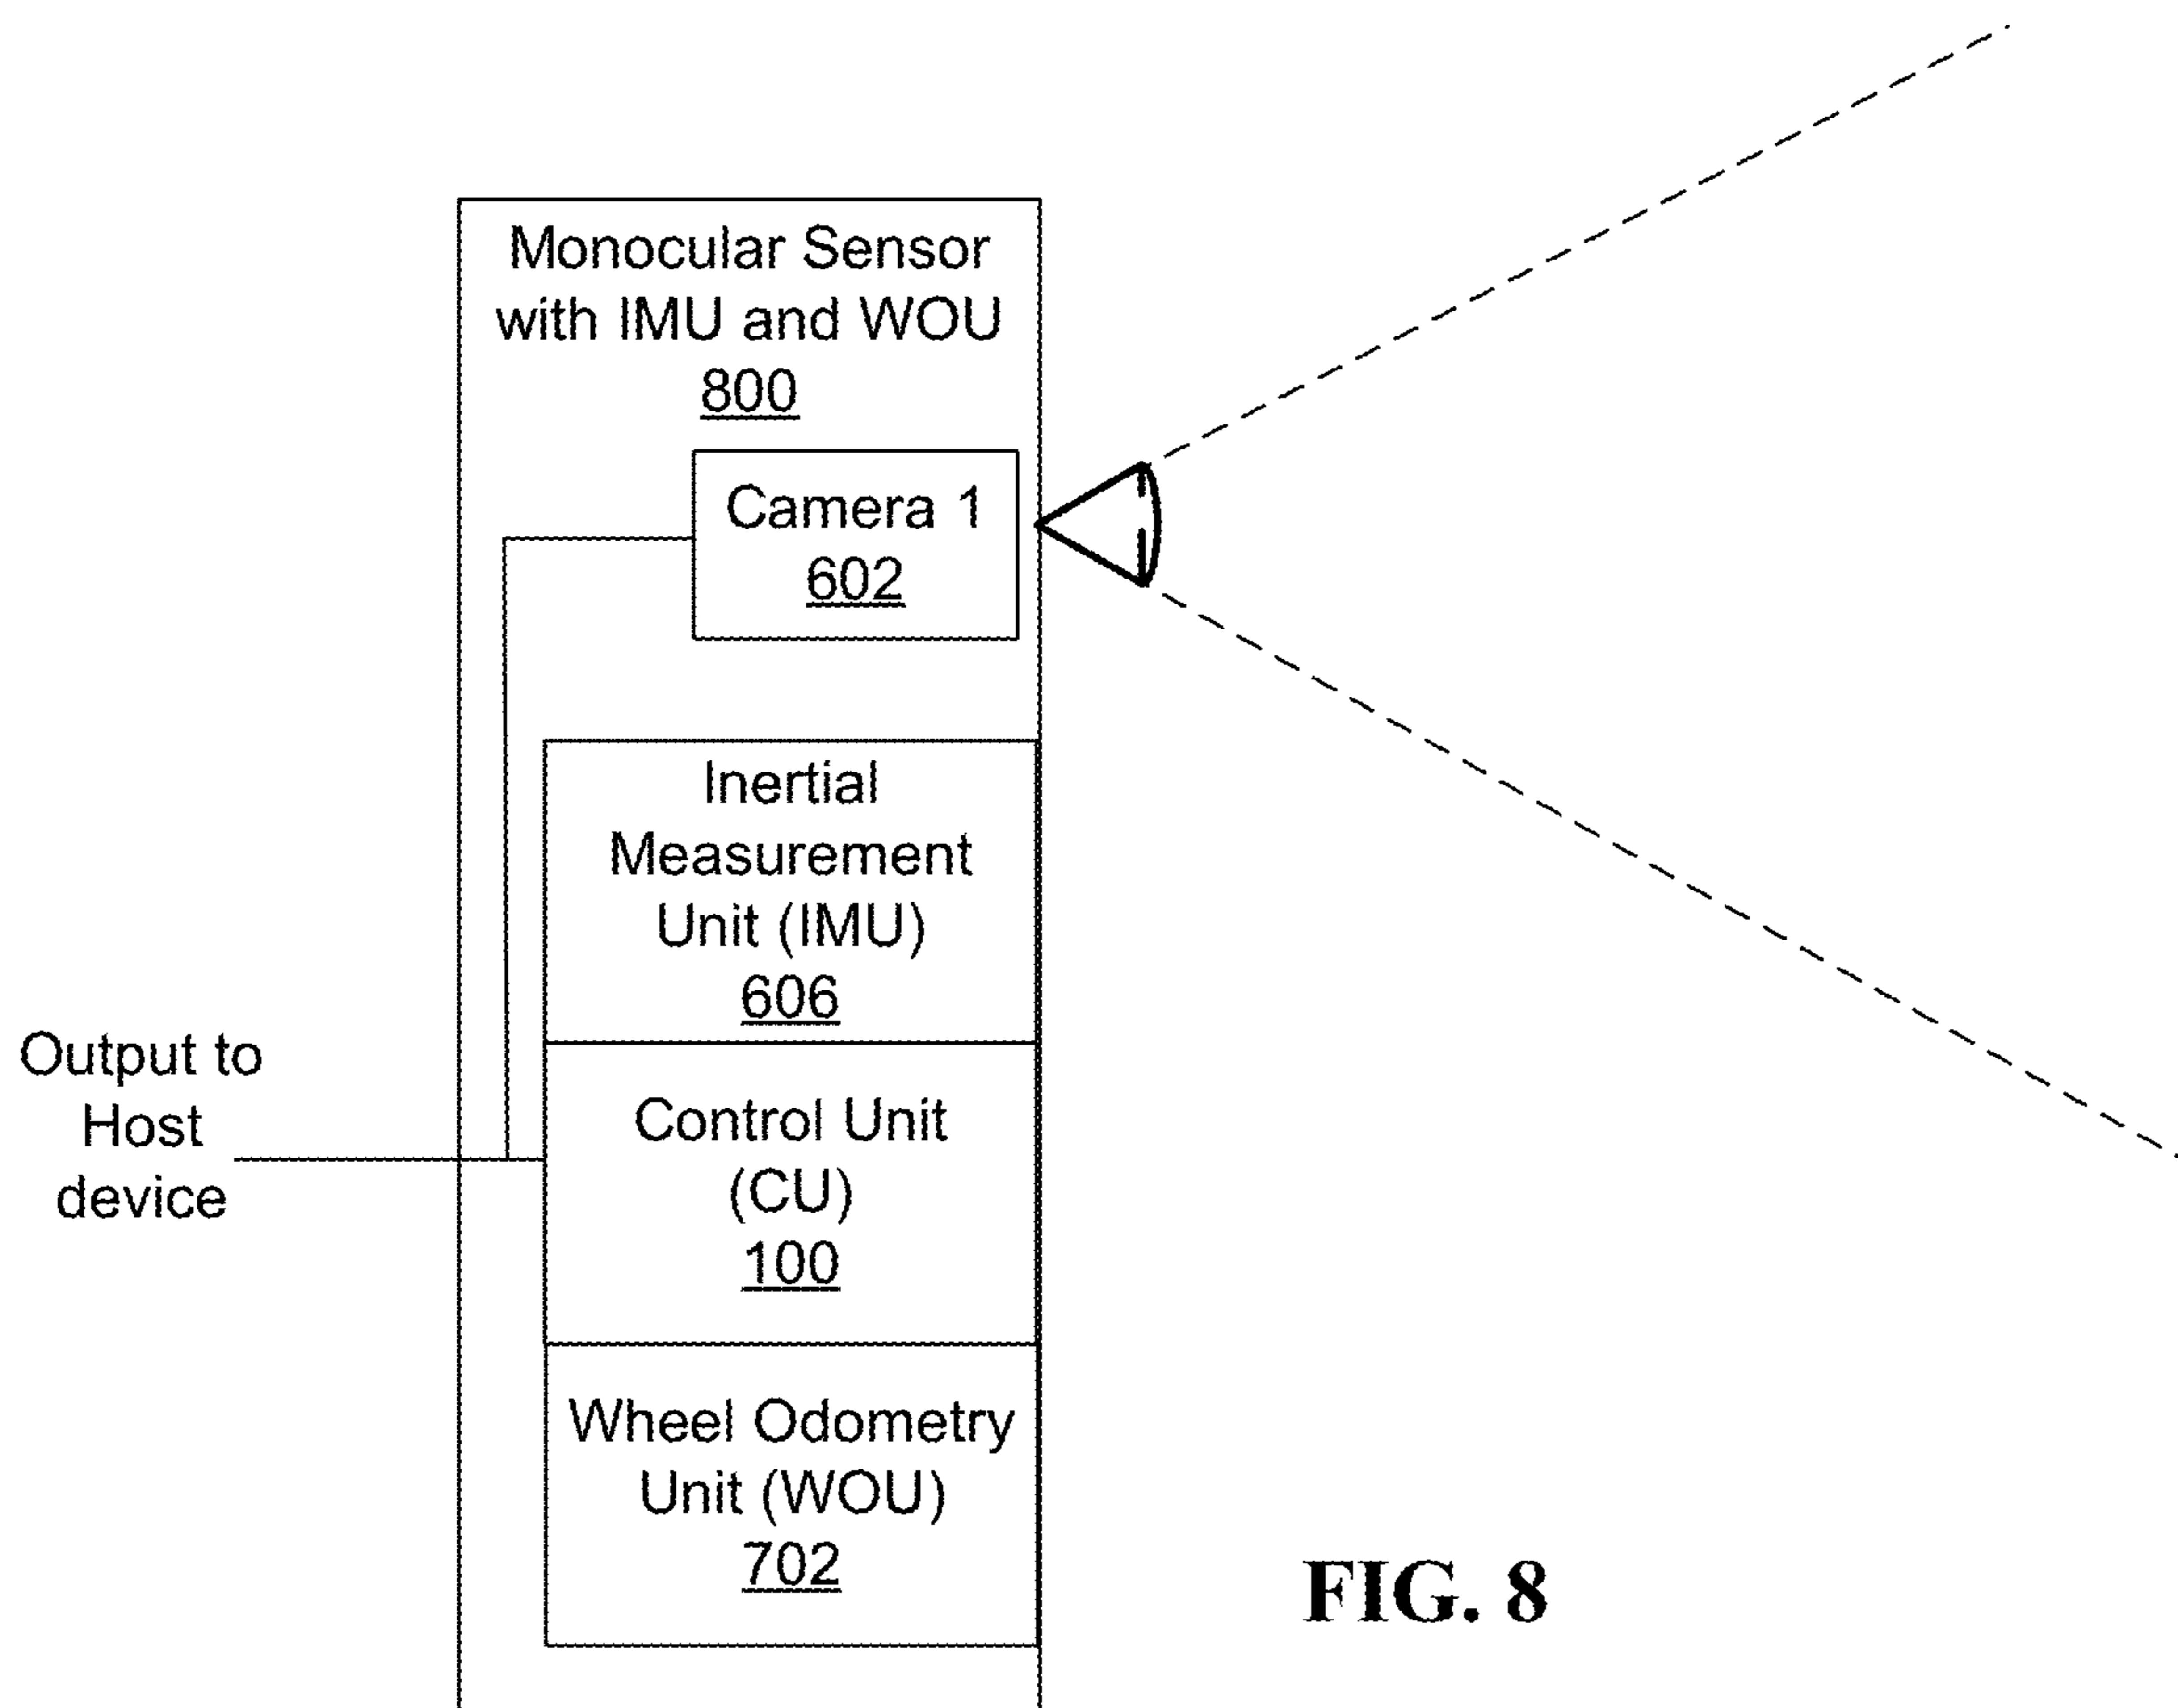 Monocular Sensor
with IMU and WOU
800
Camera 1
602
Inertial
Measurement
Unit (IMU)
606
Output to
Host
device
Control Unit
(CU)
100
Wheel Odometry
Unit (WOU)
702
FIG. 8